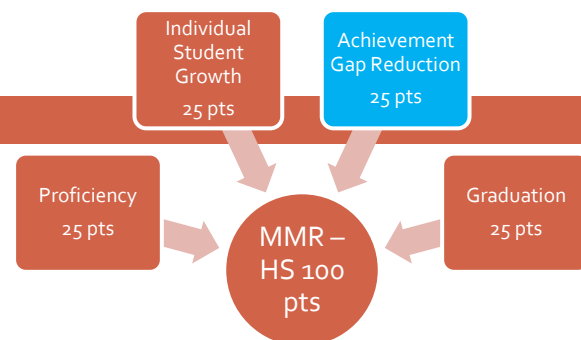 Individual
Student
Growth
25 pts
Achievement
Gap Reduction
25 pts
Proficiency
25 pts
Graduation
25 pts
MMR –
HS 100
pts